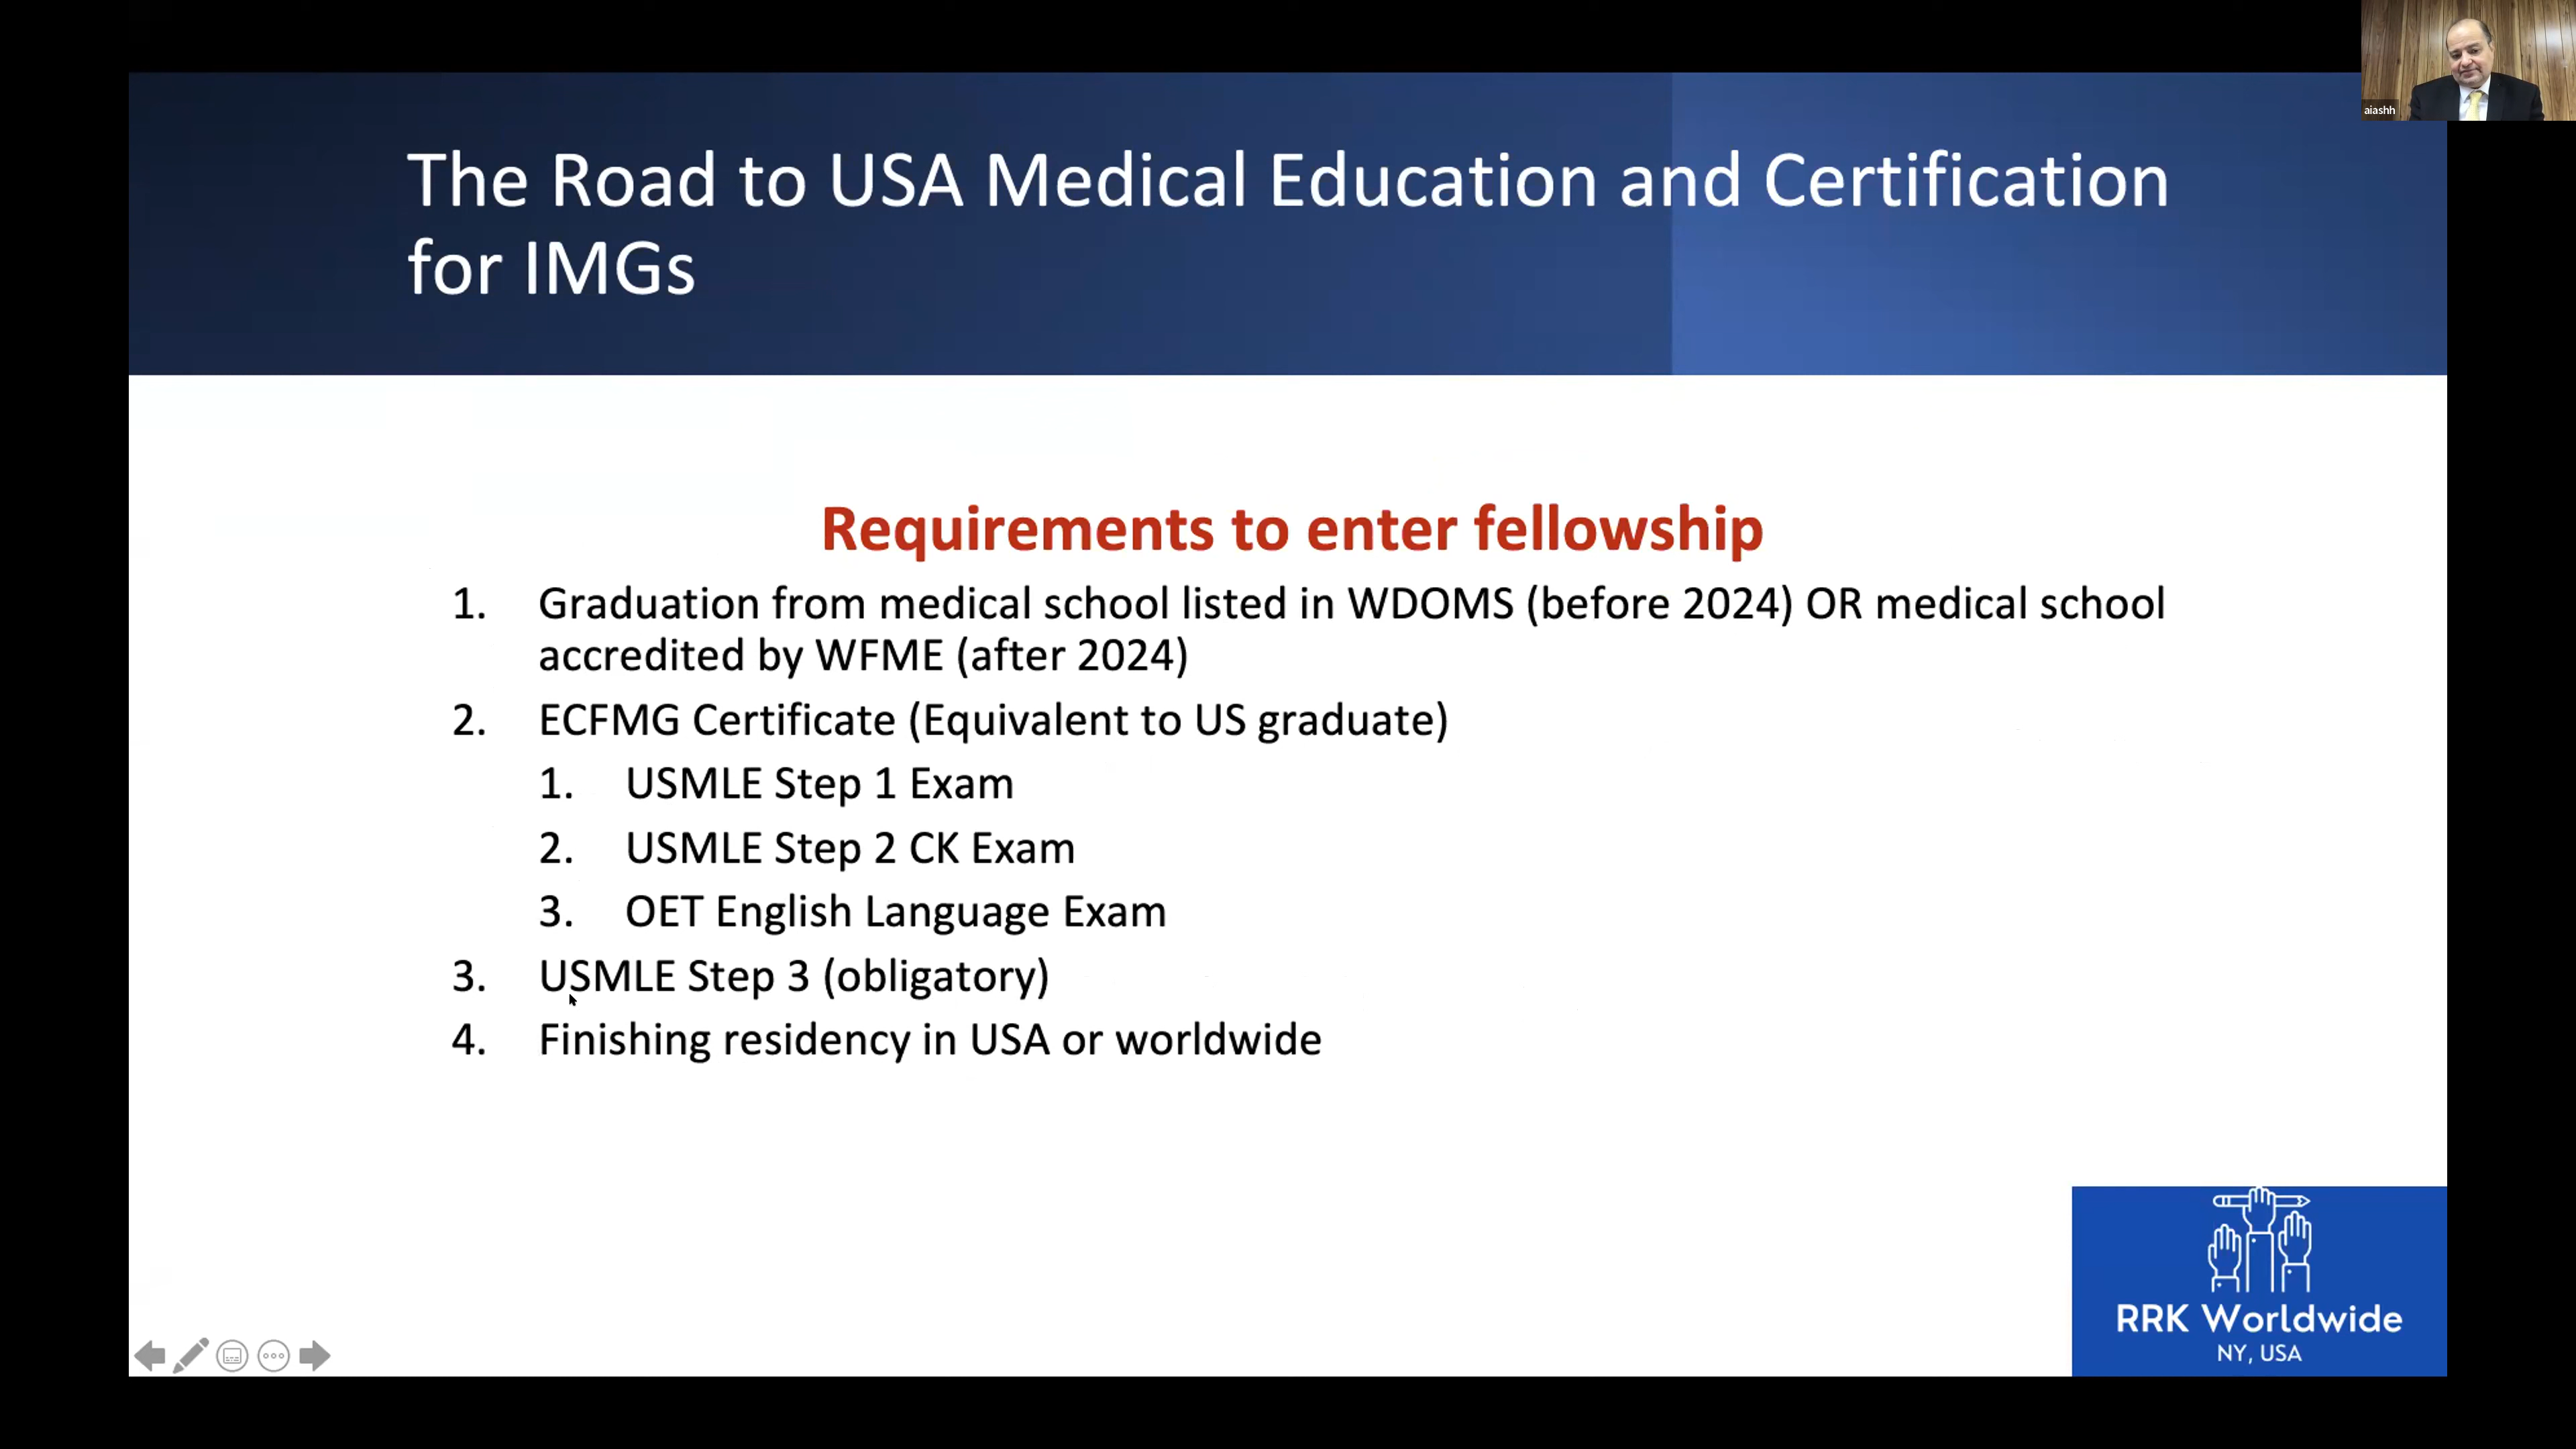 aiashh
The Road to USA Medical Education and Certification
for IMGs
Requirements to enter fellowship
1. Graduation from medical school listed in WDOMS (before 2024) OR medical school
accredited by WFME (after 2024)
2. ECFMG Certificate (Equivalent to US graduate)
1. USMLE Step 1 Exam
2. USMLE Step 2 CK Exam
3. OET English Language Exam
3. USMLE Step 3 (obligatory)
4. Finishing residency in USA or worldwide
RRK Worldwide
NY, USA